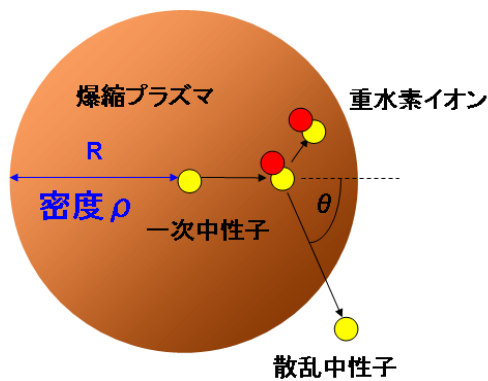 爆縮プラズマ
重水素イオン
R
密度ρ
一次中性子
θ
散乱中性子